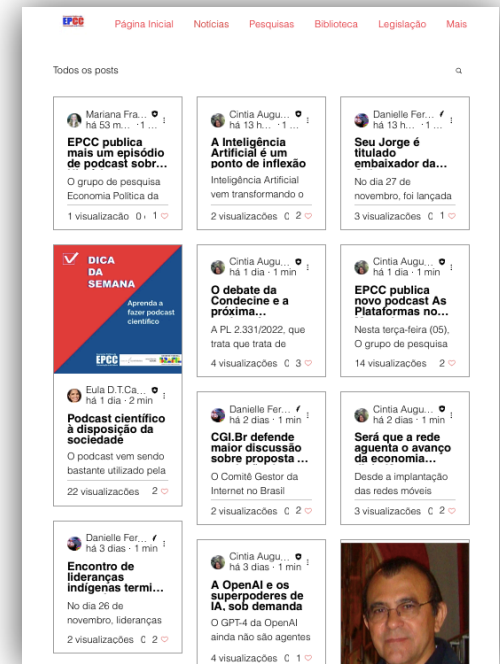 EPCC
Página Inicial
Notícias
Pesquisas
Biblioteca
Legislação
Mais
Todos os posts
Mariana Fra...
há 53 m... · 1 ...
EPCC publica
mais um episódio
de podcast sobr...
O grupo de pesquisa
Economia Política da
1 visualização 0 1
Cintia Augu...
há 13 h... · 1 ...
A Inteligência
Artificial é um
ponto de inflexão
Inteligência Artificial
vem transformando o
2 visualizações 2
Danielle Fer...
há 13 h... · 1 ...
Seu Jorge é
titulado
embaixador da...
No dia 27 de
novembro, foi lançada
3 visualizações 1
DICA
DA
SEMANA
Aprenda a
fazer podcast
científico
EPCC
Eula D.T.Ca...
há 1 dia · 2 min
Podcast científico
à disposição da
sociedade
O podcast vem sendo
bastante utilizado pela
22 visualizações 2
Cintia Augu...
há 1 dia · 1 min
O debate da
Condecine e a
próxima...
A PL 2.331/2022, que
trata que trata de
4 visualizações 3
Cintia Augu...
há 1 dia · 1 min
EPCC publica
novo podcast As
Plataformas no...
Nesta terça-feira (05),
O grupo de pesquisa
14 visualizações 2
Danielle Fer...
há 2 dias · 1 min
CGI.Br defende
maior discussão
sobre proposta ...
O Comitê Gestor da
Internet no Brasil
2 visualizações 2
Cintia Augu...
há 2 dias · 1 min
Será que a rede
aguenta o avanço
da economia...
Desde a implantação
das redes móveis
3 visualizações 2
Danielle Fer...
há 3 dias · 1 min
Encontro de
lideranças
indígenas termi...
No dia 26 de
novembro, lideranças
2 visualizações 2
Cintia Augu...
há 3 dias · 1 min
A OpenAI e os
superpoderes de
IA, sob demanda
O GPT-4 da OpenAI
ainda não são agentes
4 visualizações 1